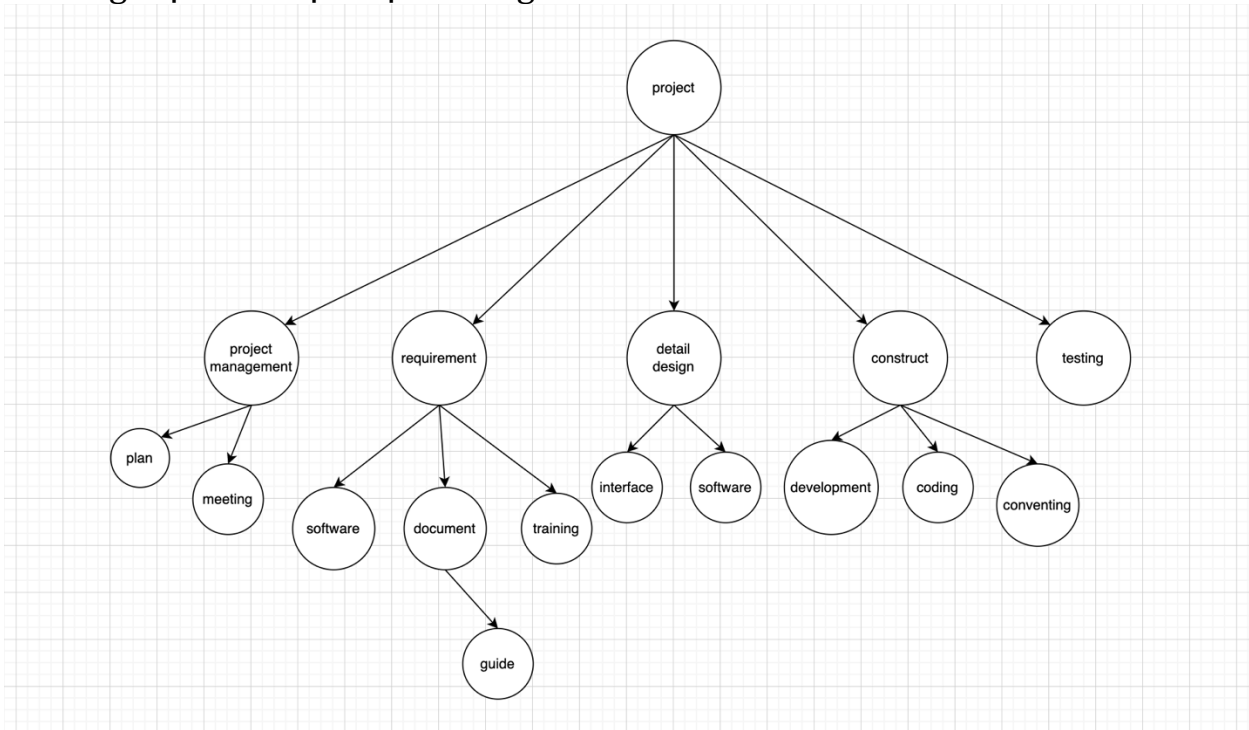 project
project
management
requirement
detail
design
construct
testing
plan
meeting
software
document
training
interface
software
development
coding
conventing
guide